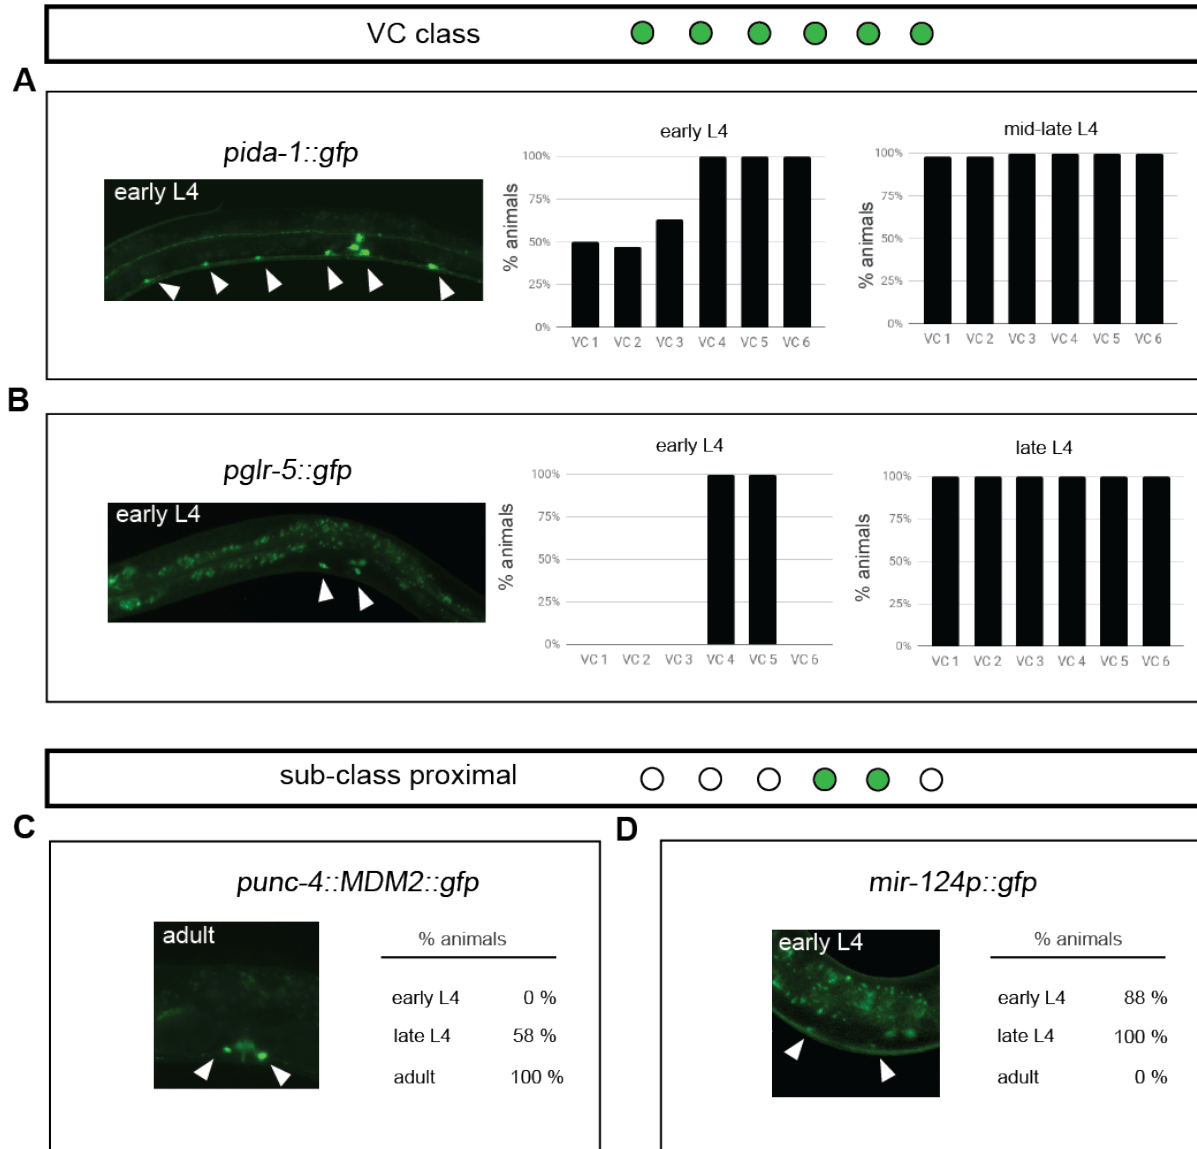 VC class
A
pida-1::gfp
early L4
early L4
% animals
100%
75%
50%
25%
0%
VC 1 VC 2 VC 3 VC 4 VC 5 VC 6
mid-late L4
% animals
100%
75%
50%
25%
0%
VC 1 VC 2 VC 3 VC 4 VC 5 VC 6
B
pglr-5::gfp
early L4
early L4
% animals
100%
75%
50%
25%
0%
VC 1 VC 2 VC 3 VC 4 VC 5 VC 6
late L4
% animals
100%
75%
50%
25%
0%
VC 1 VC 2 VC 3 VC 4 VC 5 VC 6
sub-class proximal
C
punc-4::MDM2::gfp
adult
% animals
early L4 0 %
late L4 58 %
adult 100 %
D
mir-124p::gfp
early L4
% animals
early L4 88 %
late L4 100 %
adult 0 %